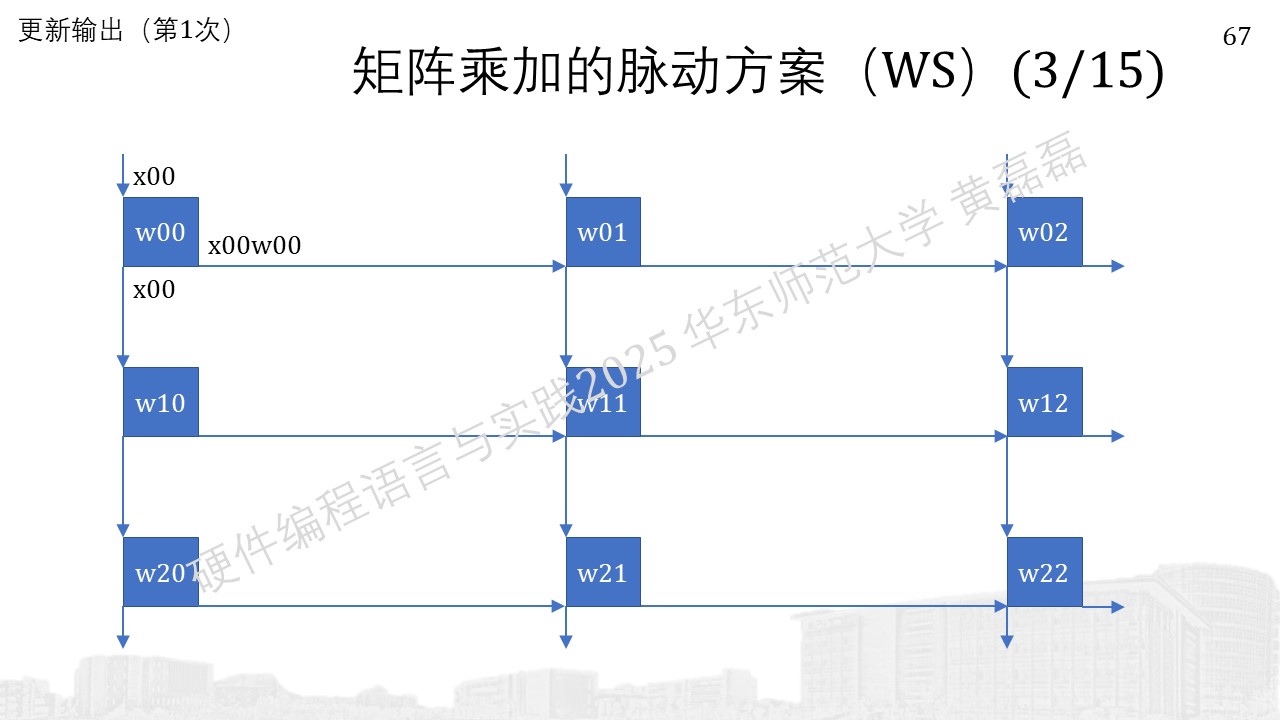 更新输出（第1次）
67
矩阵乘加的脉动方案（WS）(3/15)
x00
w00
w01
w02
x00w00
x00
w10
w11
w12
w20
w21
w22
硬件编程语言与实践2025 华东师范大学 黄磊磊